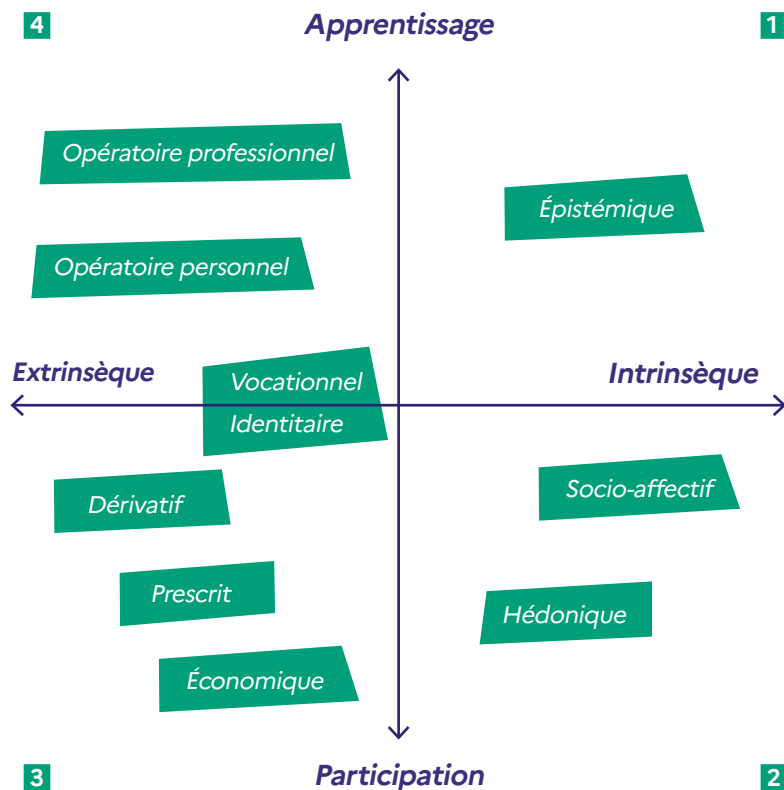 4
Apprentissage
1
Opératoire professionnel
Épistémique
Opératoire personnel
Extrinsèque
Vocationnel
Intrinsèque
Identitaire
Socio-affectif
Dérivatif
Prescrit
Hédonique
Économique
3
Participation
2